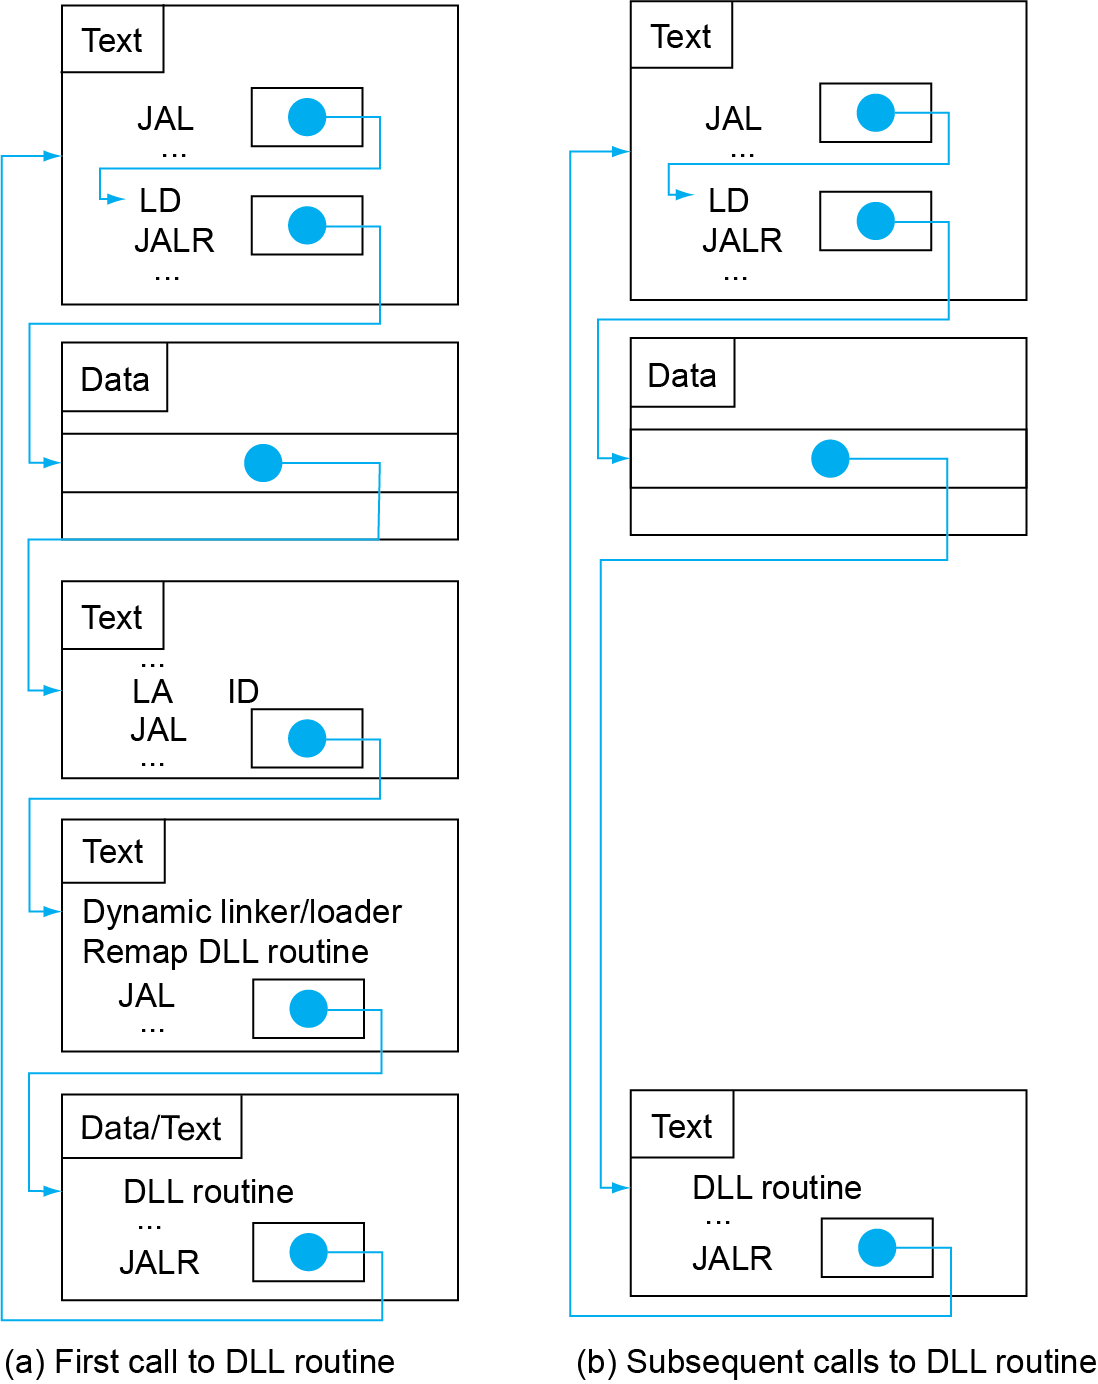 Text
JAL
...
LD
JALR
...
Data
Text
...
LA ID
JAL
...
Text
Dynamic linker/loader
Remap DLL routine
JAL
...
Data/Text
DLL routine
...
JALR
(a) First call to DLL routine
Text
JAL
...
LD
JALR
...
Data
Text
DLL routine
...
JALR
(b) Subsequent calls to DLL routine